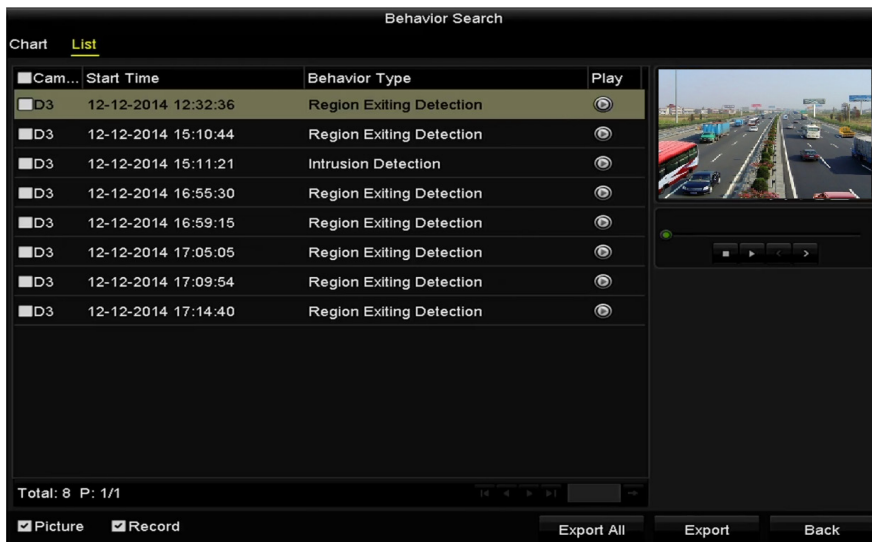 Behavior Search
Chart List
Cam... Start Time Behavior Type Play
D3 12-12-2014 12:32:36 Region Exiting Detection
D3 12-12-2014 15:10:44 Region Exiting Detection
D3 12-12-2014 15:11:21 Intrusion Detection
D3 12-12-2014 16:55:30 Region Exiting Detection
D3 12-12-2014 16:59:15 Region Exiting Detection
D3 12-12-2014 17:05:05 Region Exiting Detection
D3 12-12-2014 17:09:54 Region Exiting Detection
D3 12-12-2014 17:14:40 Region Exiting Detection
Total: 8 P: 1/1
Picture Record Export All Export Back